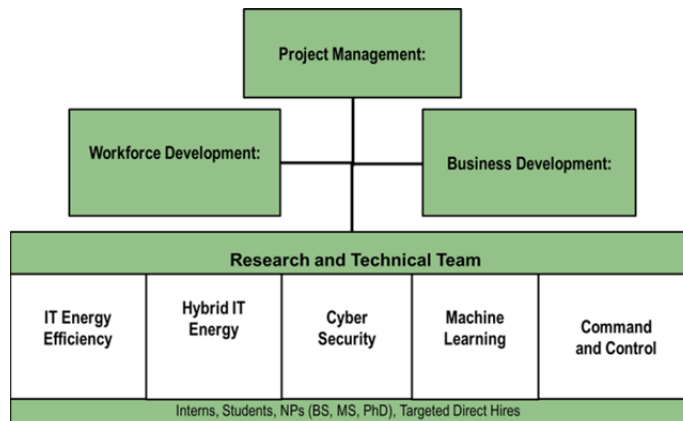 Project Management:
Workforce Development:
Business Development:
Research and Technical Team
IT Energy
Efficiency
Hybrid IT
Energy
Cyber
Security
Machine
Learning
Command
and Control
Interns, Students, NPs (BS, MS, PhD), Targeted Direct Hires